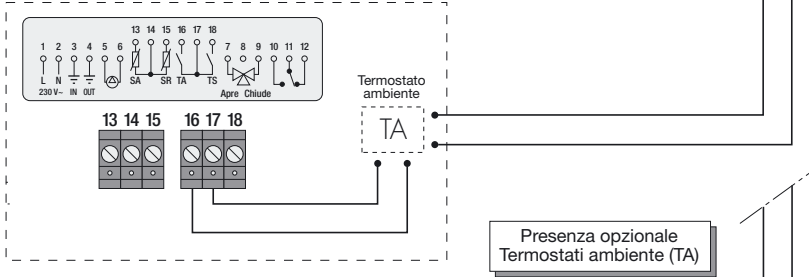 13 14 15 16 17 18
1 2 3 4 5 6 7 8 9 10 11 12
L N SA SR TA TS
230 V~ IN OUT Apre Chiude
Termostato
ambiente
TA
13 14 15 16 17 18
Presenza opzionale
Termostati ambiente (TA)